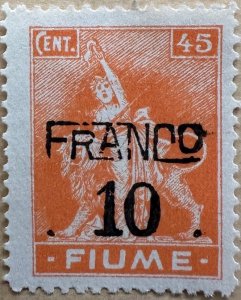 CENT. 45
FRANCO
. 10 .
- FIUME -